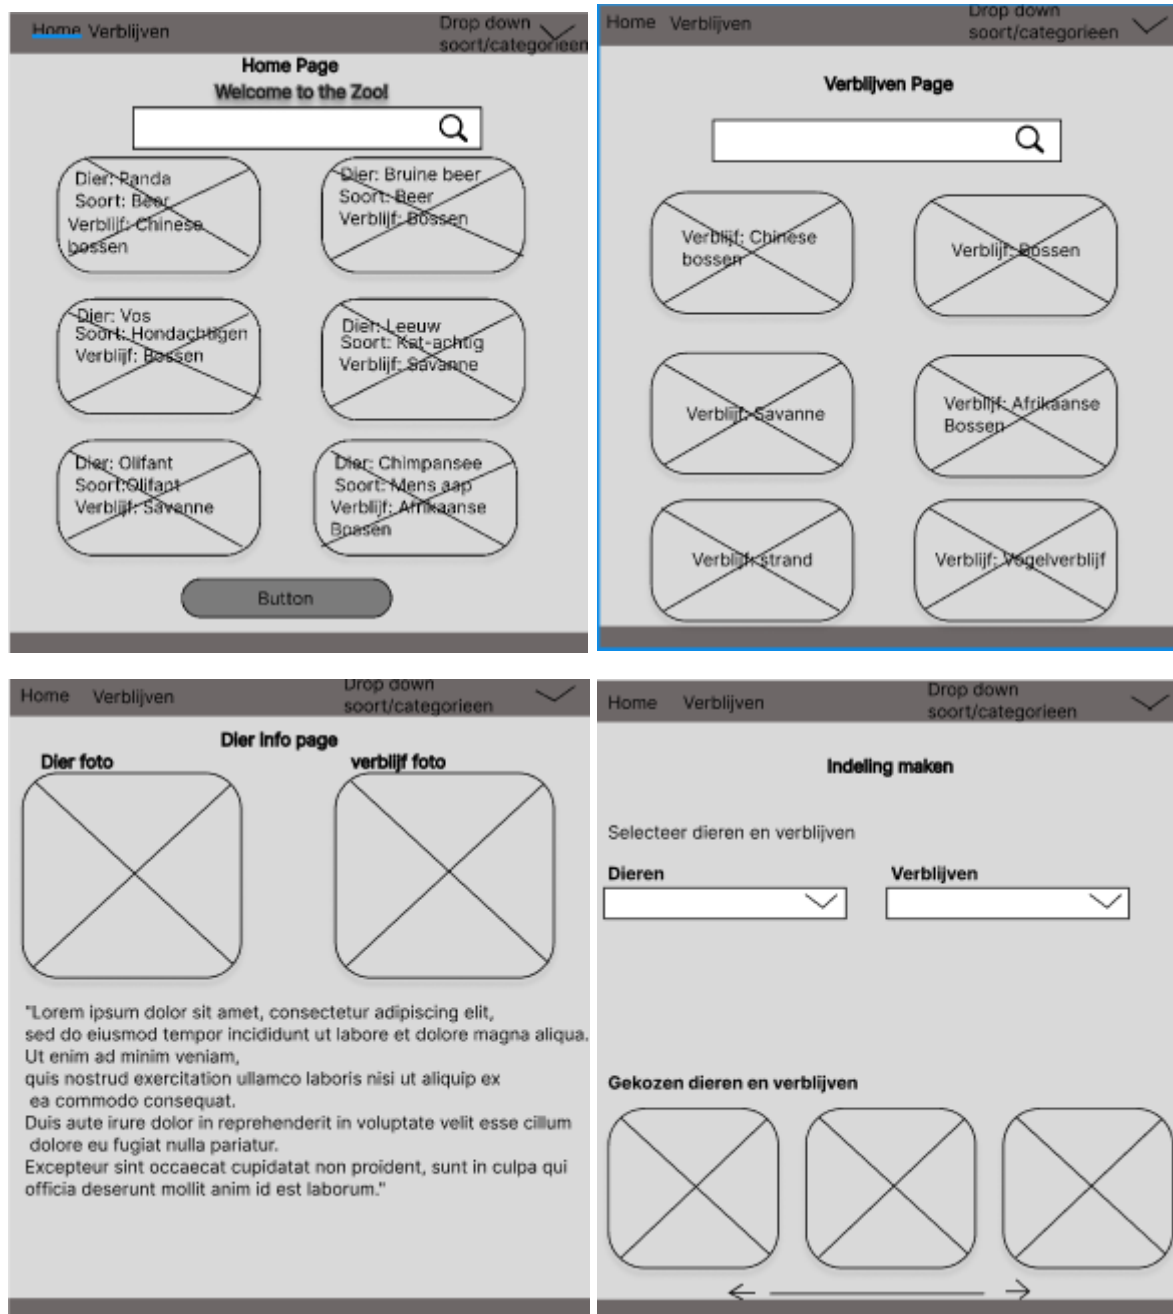 Home Verblijven
Drop down
soort/categorieen
Home Page
Welcome to the Zoo!
Dier: Panda
Soort: Beer
Verblijf: Chinese
bossen
Dier: Bruine beer
Soort: Beer
Verblijf: Bossen
Dier: Vos
Soort: Hondachtigen
Verblijf: Bossen
Dier: Leeuw
Soort: Kat-achtig
Verblijf: Savanne
Dier: Olifant
Soort:Olifant
Verblijf: Savanne
Dier: Chimpansee
Soort: Mens aap
Verblijf: Afrikaanse
Bossen
Button
Home Verblijven
Drop down
soort/categorieen
Verblijven Page
Verblijf: Chinese
bossen
Verblijf: Bossen
Verblijf: Savanne
Verblijf: Afrikaanse
Bossen
Verblijf: strand
Verblijf: Vogelverblijf
Home Verblijven
Drop down
soort/categorieen
Dier info page
Dier foto
verblijf foto
"Lorem ipsum dolor sit amet, consectetur adipiscing elit,
sed do eiusmod tempor incididunt ut labore et dolore magna aliqua.
Ut enim ad minim veniam,
quis nostrud exercitation ullamco laboris nisi ut aliquip ex
ea commodo consequat.
Duis aute irure dolor in reprehenderit in voluptate velit esse cillum
dolore eu fugiat nulla pariatur.
Excepteur sint occaecat cupidatat non proident, sunt in culpa qui
officia deserunt mollit anim id est laborum."
Home Verblijven
Drop down
soort/categorieen
Indeling maken
Selecteer dieren en verblijven
Dieren
Verblijven
Gekozen dieren en verblijven